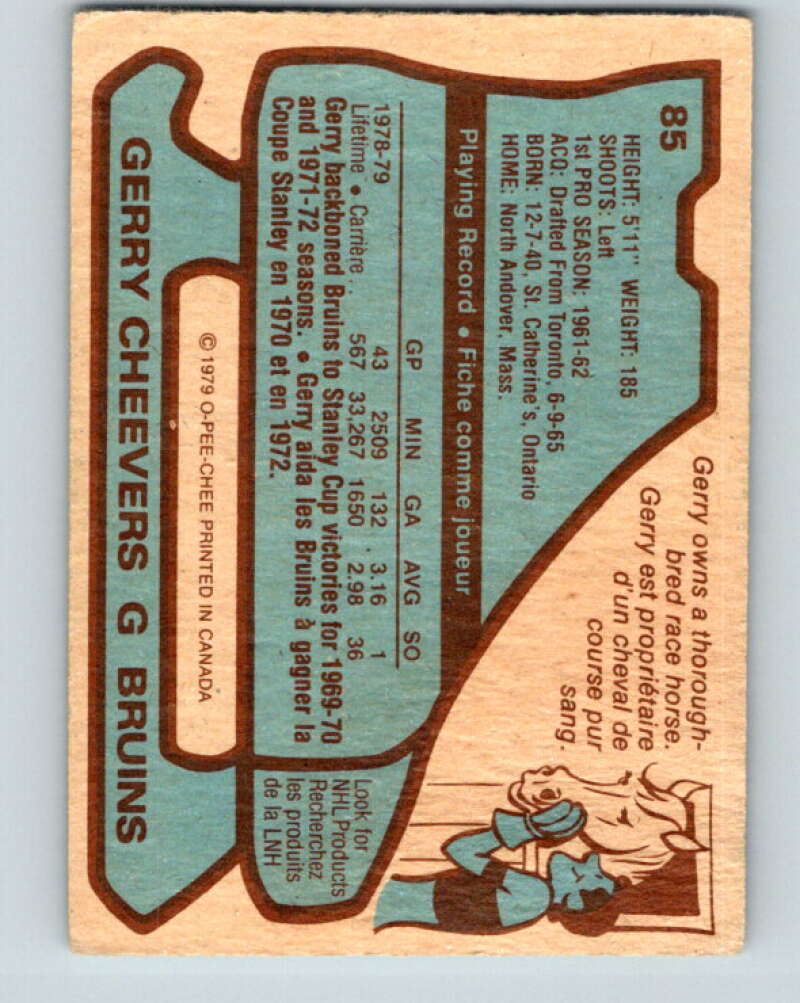 85
HEIGHT: 5'11" WEIGHT: 185
SHOOTS: Left
1st PRO SEASON: 1961-62
ACQ: Drafted From Toronto, 6-9-65
BORN: 12-7-40, St. Catherine's, Ontario
HOME: North Andover, Mass.
Gerry owns a thorough-
bred race horse.
Gerry est propriétaire
d'un cheval de
course pur
sang.
Playing Record • Fiche comme joueur
GP MIN GA AVG SO
1978-79 43 2509 132 3.16 1
Lifetime • Carrière .. 567 33,267 1650 2.98 36
Gerry backboned Bruins to Stanley Cup victories for 1969-70
and 1971-72 seasons. • Gerry aida les Bruins à gagner la
Coupe Stanley en 1970 et en 1972.
Look for
NHL Products
Recherchez
les produits
de la LNH
© 1979 O-PEE-CHEE PRINTED IN CANADA
GERRY CHEEVERS G BRUINS